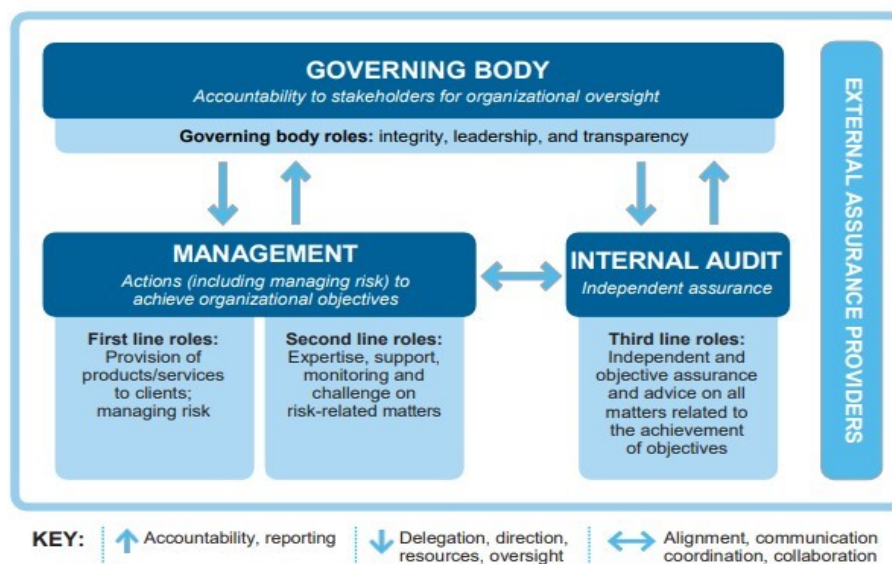 GOVERNING BODY
Accountability to stakeholders for organizational oversight
Governing body roles: integrity, leadership, and transparency
MANAGEMENT
Actions (including managing risk) to
achieve organizational objectives
First line roles:
Provision of
products/services
to clients;
managing risk
Second line roles:
Expertise, support,
monitoring and
challenge on
risk-related matters
INTERNAL AUDIT
Independent assurance
Third line roles:
Independent and
objective assurance
and advice on all
matters related to
the achievement
of objectives
EXTERNAL ASSURANCE PROVIDERS
KEY:
Accountability, reporting
Delegation, direction,
resources, oversight
Alignment, communication
coordination, collaboration